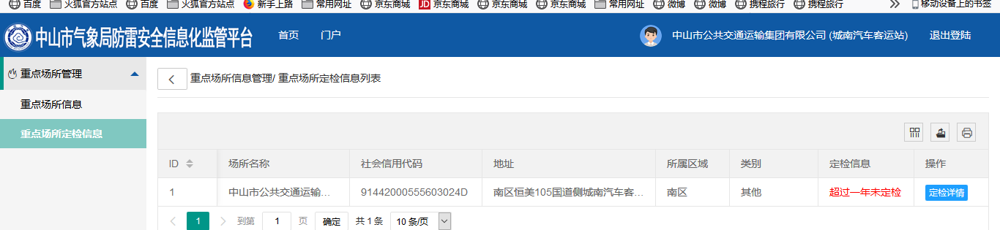 百度 火狐官方站点 百度 火狐官方站点 新手上路 常用网址 京东商城 JD 京东商城 京东商城 京东商城 常用网址 微博 微博 携程旅行 携程旅行 移动设备上的书签
中山市气象局防雷安全信息化监管平台 首页 门户 中山市公共交通运输集团有限公司 (城南汽车客运站) 退出登陆
重点场所管理
重点场所信息
重点场所定检信息
重点场所信息管理/ 重点场所定检信息列表
ID 场所名称 社会信用代码 地址 所属区域 类别 定检信息 操作
1 中山市公共交通运输... 91442000555603024D 南区恒美105国道侧城南汽车客... 南区 其他 超过一年未定检 定检详情
1 到第 1 页 确定 共 1 条 10 条/页